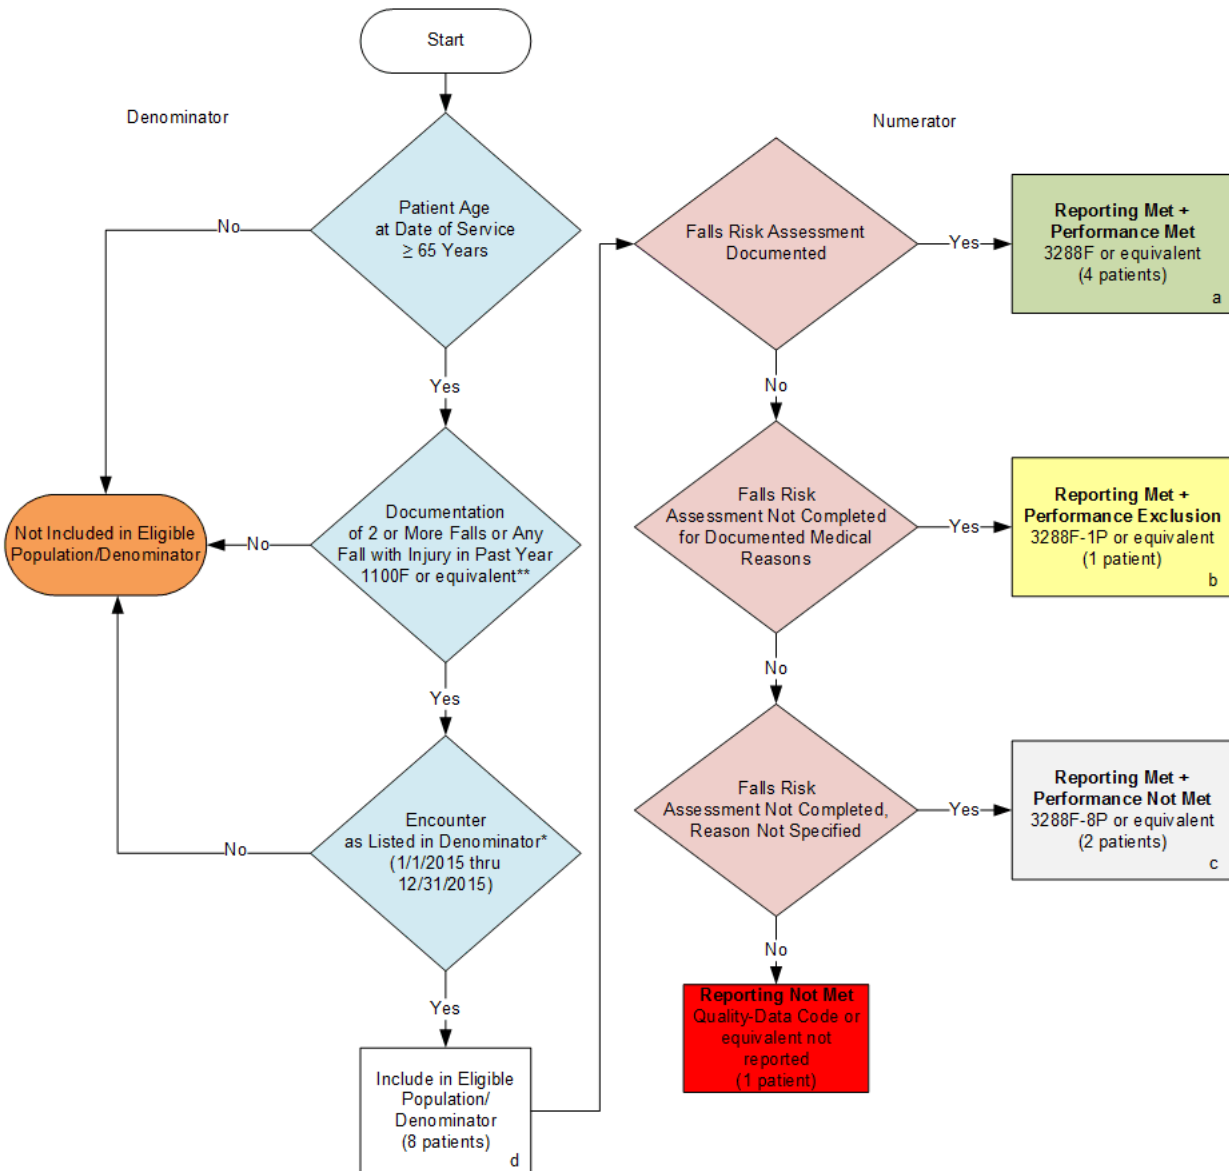 Start
Denominator
Patient Age
at Date of Service
≥ 65 Years
No
Yes
Documentation
of 2 or More Falls or Any
Fall with Injury in Past Year
1100F or equivalent**
No
Not Included in Eligible
Population/Denominator
Yes
Encounter
as Listed in Denominator*
(1/1/2015 thru
12/31/2015)
No
Yes
Include in Eligible
Population/
Denominator
(8 patients)
d
Numerator
Falls Risk Assessment
Documented
Yes
Reporting Met +
Performance Met
3288F or equivalent
(4 patients)
a
No
Falls Risk
Assessment Not Completed
for Documented Medical
Reasons
Yes
Reporting Met +
Performance Exclusion
3288F-1P or equivalent
(1 patient)
b
No
Falls Risk
Assessment Not Completed,
Reason Not Specified
Yes
Reporting Met +
Performance Not Met
3288F-8P or equivalent
(2 patients)
c
No
Reporting Not Met
Quality-Data Code or
equivalent not
reported
(1 patient)